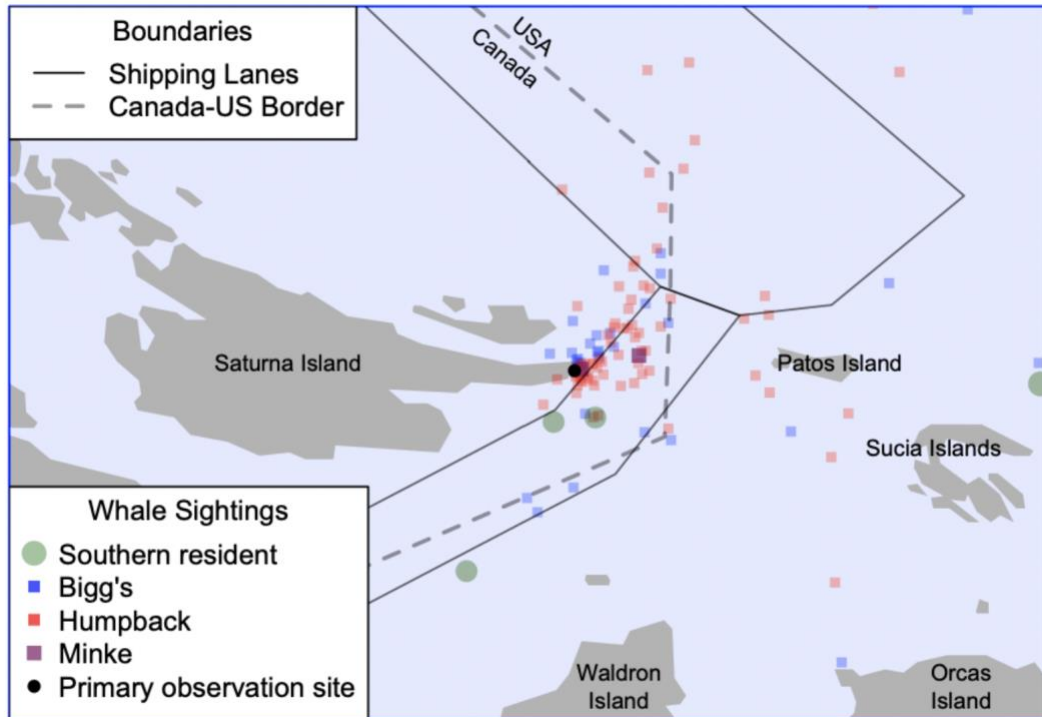 Boundaries
Shipping Lanes
Canada-US Border
USA
Canada
Saturna Island
Patos Island
Sucia Islands
Whale Sightings
Southern resident
Bigg's
Humpback
Minke
Primary observation site
Waldron
Island
Orcas
Island